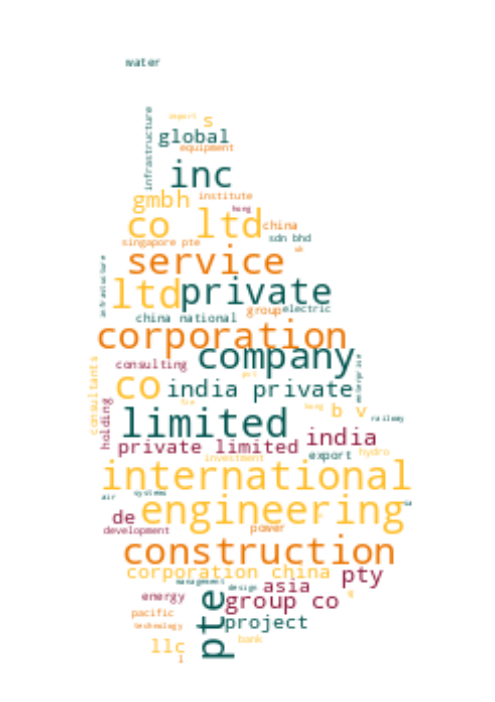 water
import
s
global
infrastructure
equipment
inc
institute
gmbh
hong
co ltd
china
sdn bhd
singapore pte
service
infrastructure
ltd
private
group
electric
china national
corporation
company
consulting
enterprise
consultants
co
india private
holding
hong
b v
railway
limited
india
private limited
export
hydro
investment
international
air
systems
engineering
de
development
power
construction
corporation china
pty
management
design
asia
energy
group co
pte
pacific
project
technology
bank
llc
l